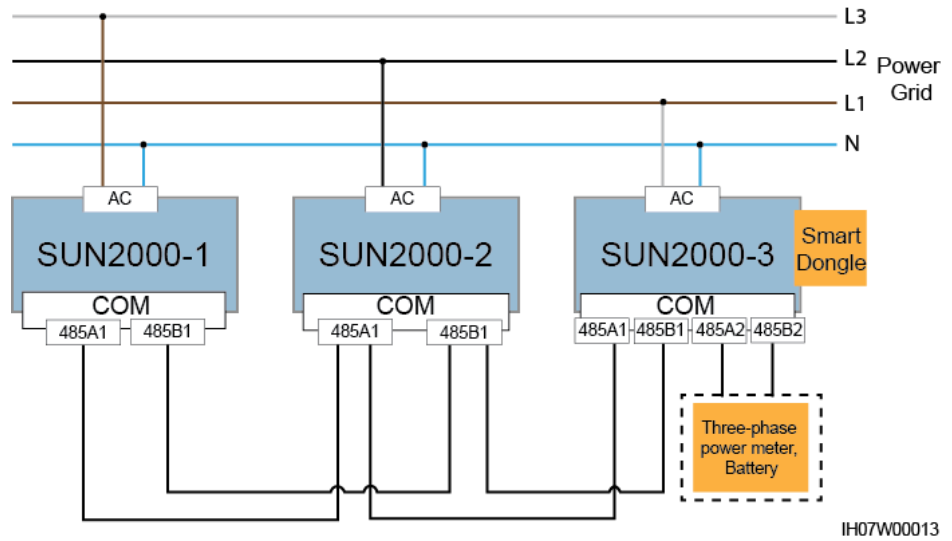 L3
L2
Power
Grid
L1
N
AC
AC
AC
SUN2000-1
SUN2000-2
SUN2000-3
Smart
Dongle
COM
COM
COM
485A1
485B1
485A1
485B1
485A1
485B1
485A2
485B2
Three-phase
power meter,
Battery
IH07W00013